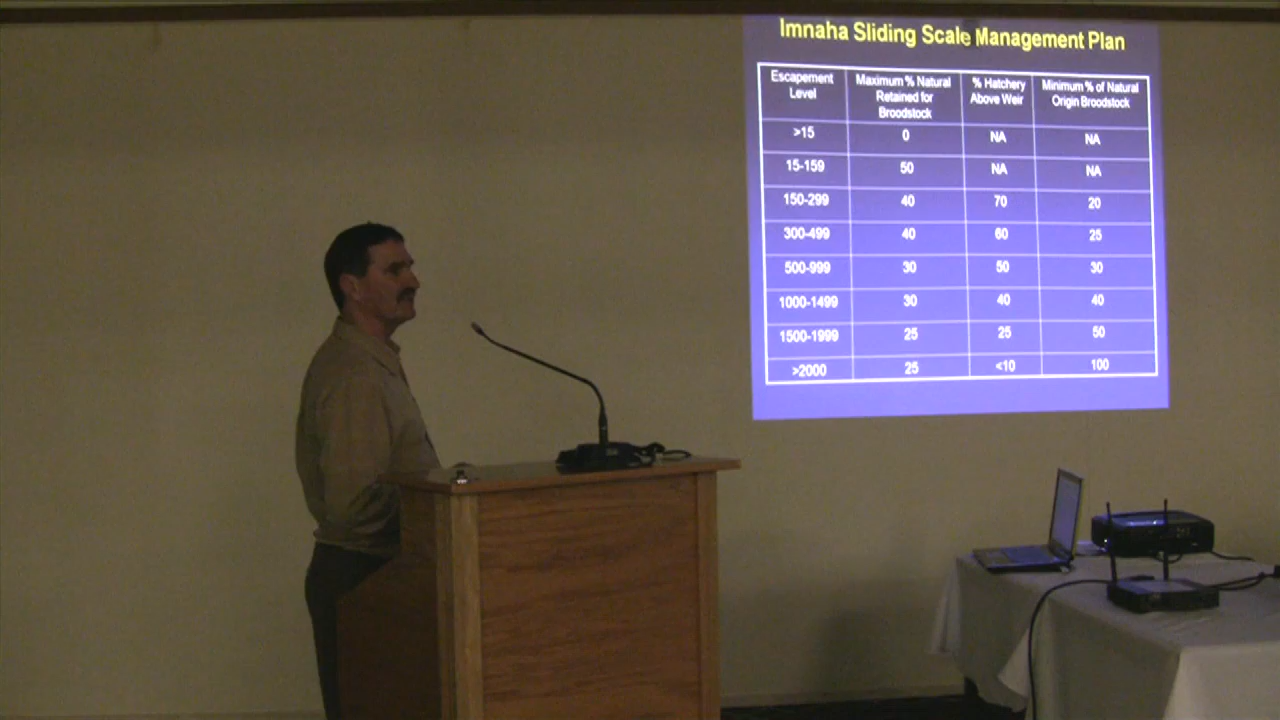 Imnaha Sliding Scale Management Plan
Escapement Level | Maximum % Natural Retained for Broodstock | % Hatchery Above Weir | Minimum % of Natural Origin Broodstock
>15 | 0 | NA | NA
15-159 | 50 | NA | NA
150-299 | 40 | 70 | 20
300-499 | 40 | 60 | 25
500-999 | 30 | 50 | 30
1000-1499 | 30 | 40 | 40
1500-1999 | 25 | 25 | 50
>2000 | 25 | <10 | 100